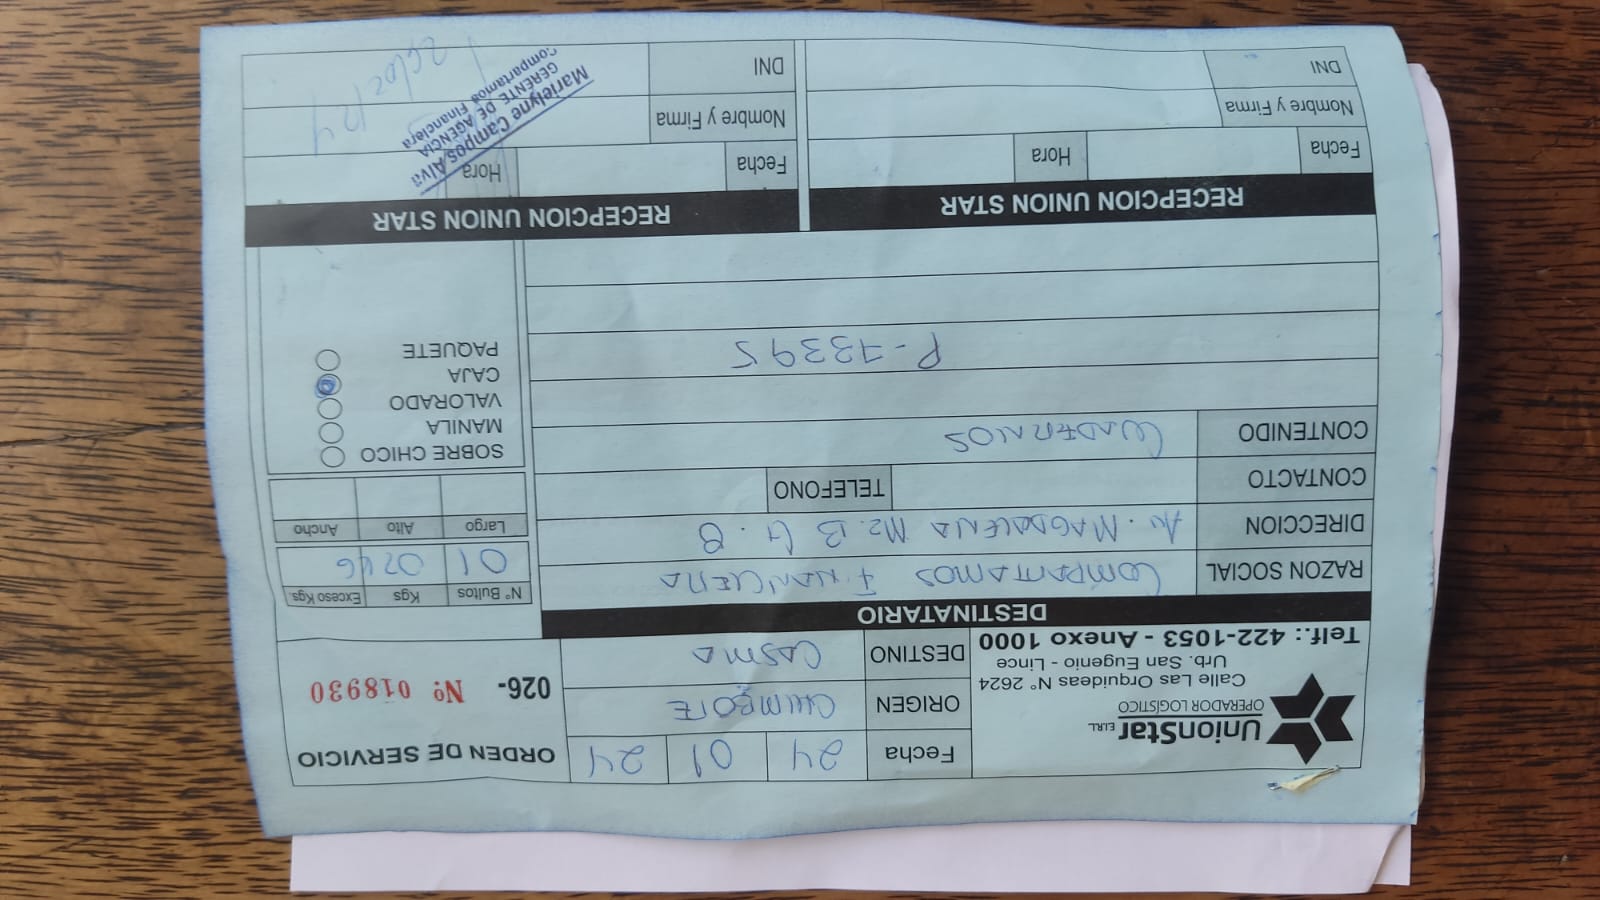 UnionStar E.I.R.L.
OPERADOR LOGÍSTICO
Calle Las Orquideas N° 2624
Urb. San Eugenio - Lince
Telf.: 422-1053 - Anexo 1000
Fecha 24 01 24
ORIGEN CHIMBOTE
DESTINO CASMA
ORDEN DE SERVICIO
026- Nº 018930
DESTINATARIO
RAZON SOCIAL COMPARTAMOS FINANCIERA
DIRECCION AV. MAGDALENA MZ. B LT. 8
CONTACTO TELEFONO
CONTENIDO CUADERNOS
P-73395
N° Bultos Kgs Exceso Kgs.
01
Largo Alto Ancho
SOBRE CHICO
MANILA
VALORADO
CAJA
PAQUETE
RECEPCION UNION STAR
Fecha Hora
Nombre y Firma
DNI
RECEPCION UNION STAR
Fecha Hora
Nombre y Firma
DNI
Marielyne Campos Alva
GERENTE DE AGENCIA
Compartamos Financiera